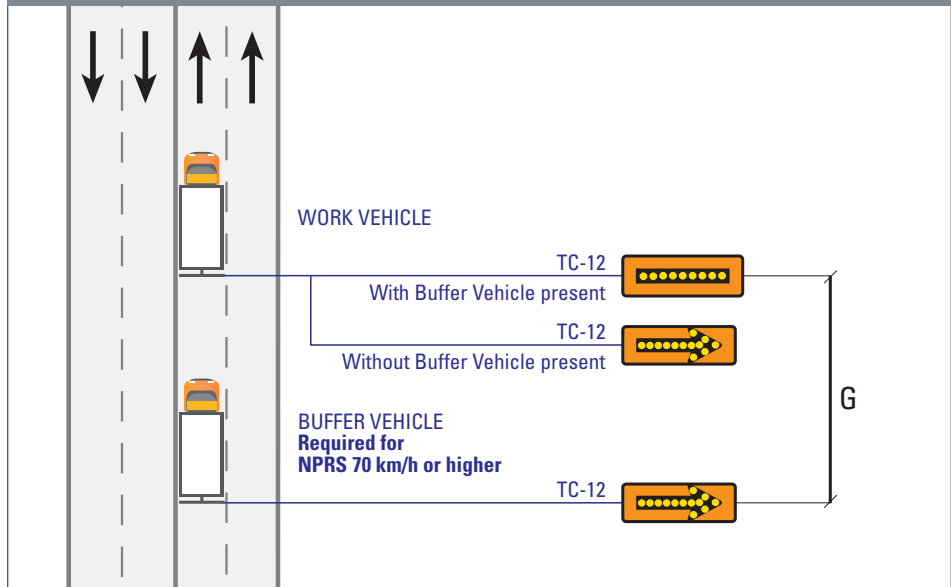 WORK VEHICLE
TC-12
With Buffer Vehicle present
TC-12
Without Buffer Vehicle present
G
BUFFER VEHICLE
Required for
NPRS 70 km/h or higher
TC-12